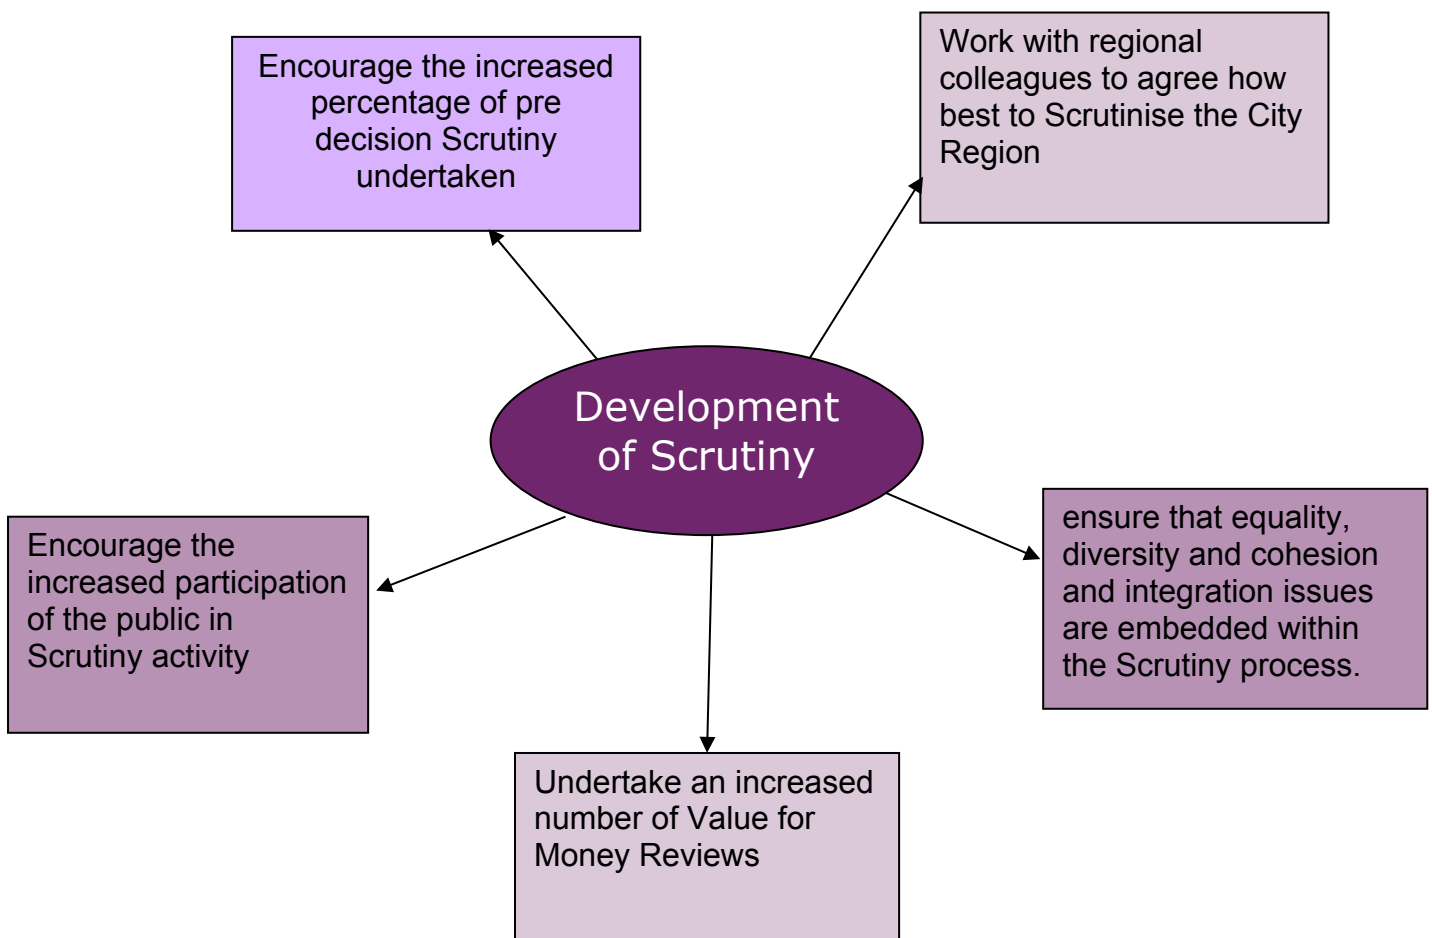 Encourage the increased
percentage of pre
decision Scrutiny
undertaken
Work with regional
colleagues to agree how
best to Scrutinise the City
Region
Development
of Scrutiny
Encourage the
increased participation
of the public in
Scrutiny activity
ensure that equality,
diversity and cohesion
and integration issues
are embedded within
the Scrutiny process.
Undertake an increased
number of Value for
Money Reviews